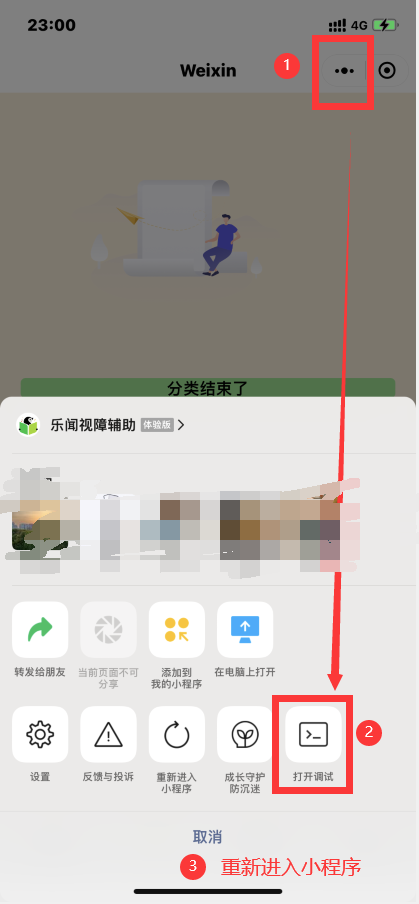 23:00
4G
Weixin
1
分类结束了
乐闻视障辅助 体验版
转发给朋友
当前页面不可
分享
添加到
我的小程序
在电脑上打开
设置
反馈与投诉
重新进入
小程序
成长守护
防沉迷
打开调试
2
取消
3 重新进入小程序